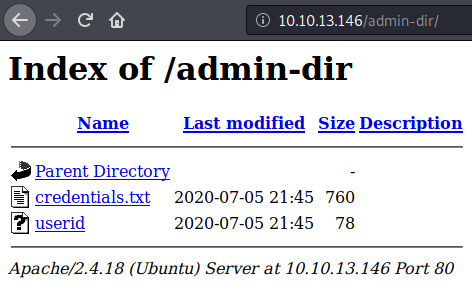 10.10.13.146/admin-dir/
Index of /admin-dir
Name Last modified Size Description
Parent Directory -
credentials.txt 2020-07-05 21:45 760
userid 2020-07-05 21:45 78
Apache/2.4.18 (Ubuntu) Server at 10.10.13.146 Port 80